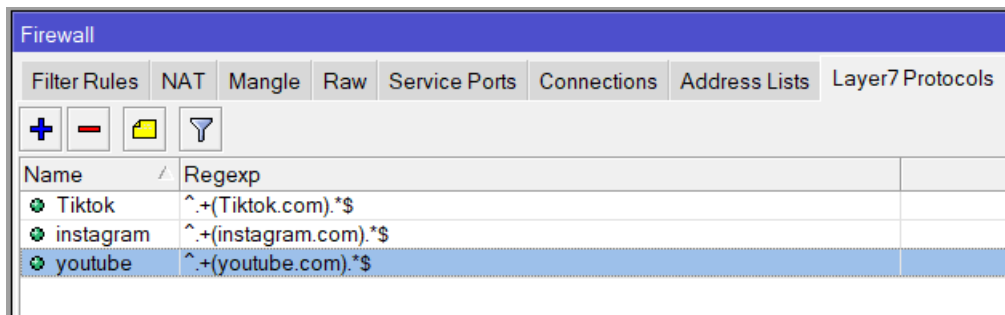 Firewall
Filter Rules NAT Mangle Raw Service Ports Connections Address Lists Layer7 Protocols
Name Regexp
Tiktok ^.+(Tiktok.com).*$
instagram ^.+(instagram.com).*$
youtube ^.+(youtube.com).*$